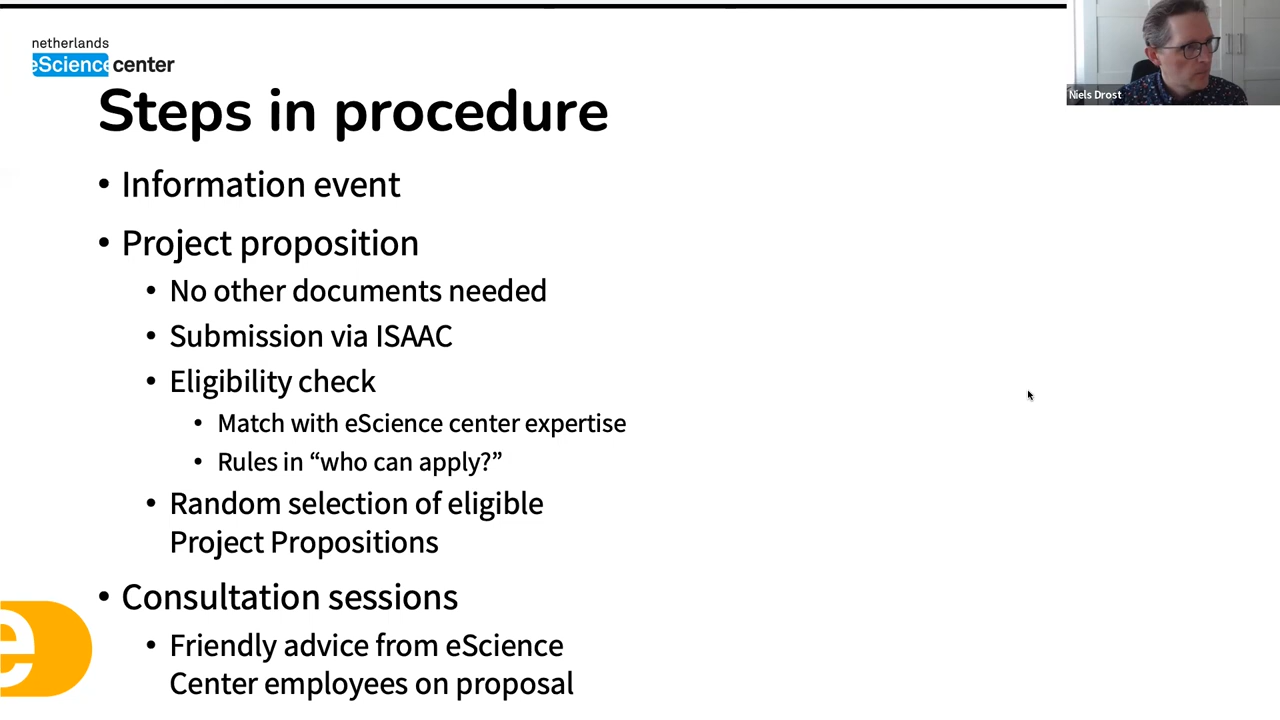 netherlands
eScience center
Niels Drost
Steps in procedure
• Information event
• Project proposition
• No other documents needed
• Submission via ISAAC
• Eligibility check
• Match with eScience center expertise
• Rules in “who can apply?”
• Random selection of eligible
Project Propositions
• Consultation sessions
• Friendly advice from eScience
Center employees on proposal
e